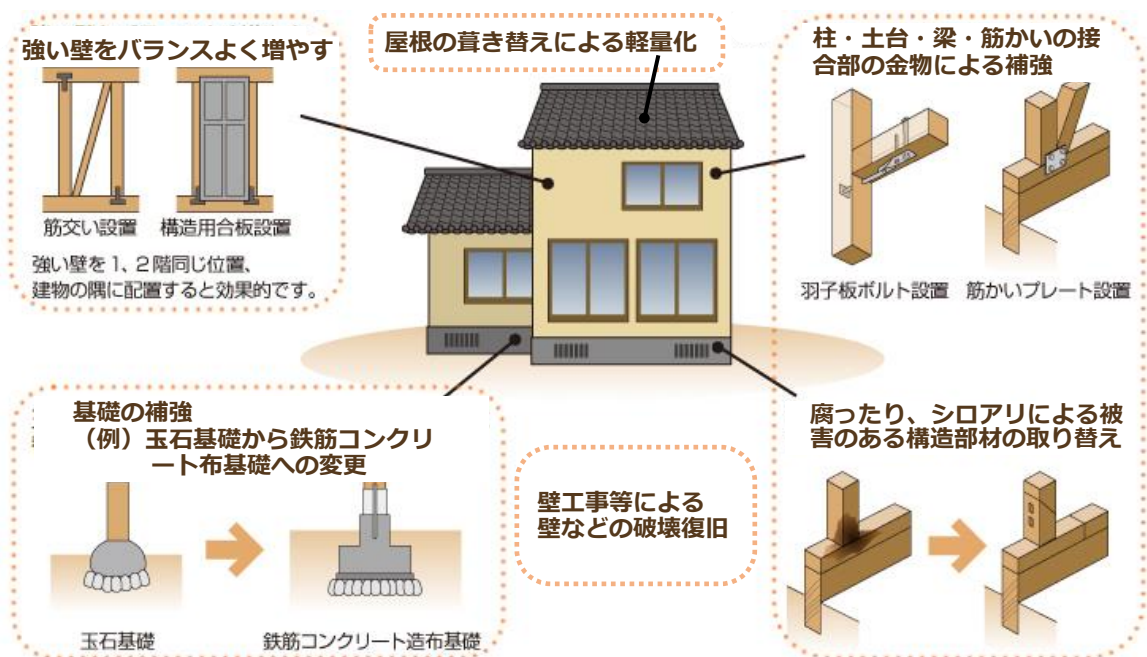 強い壁をバランスよく増やす
筋交い設置
構造用合板設置
強い壁を1、2階同じ位置、
建物の隅に配置すると効果的です。
屋根の葺き替えによる軽量化
柱・土台・梁・筋かいの接
合部の金物による補強
羽子板ボルト設置
筋かいプレート設置
基礎の補強
（例）玉石基礎から鉄筋コンクリ
ート布基礎への変更
玉石基礎
鉄筋コンクリート造布基礎
壁工事等による
壁などの破壊復旧
腐ったり、シロアリによる被
害のある構造部材の取り替え